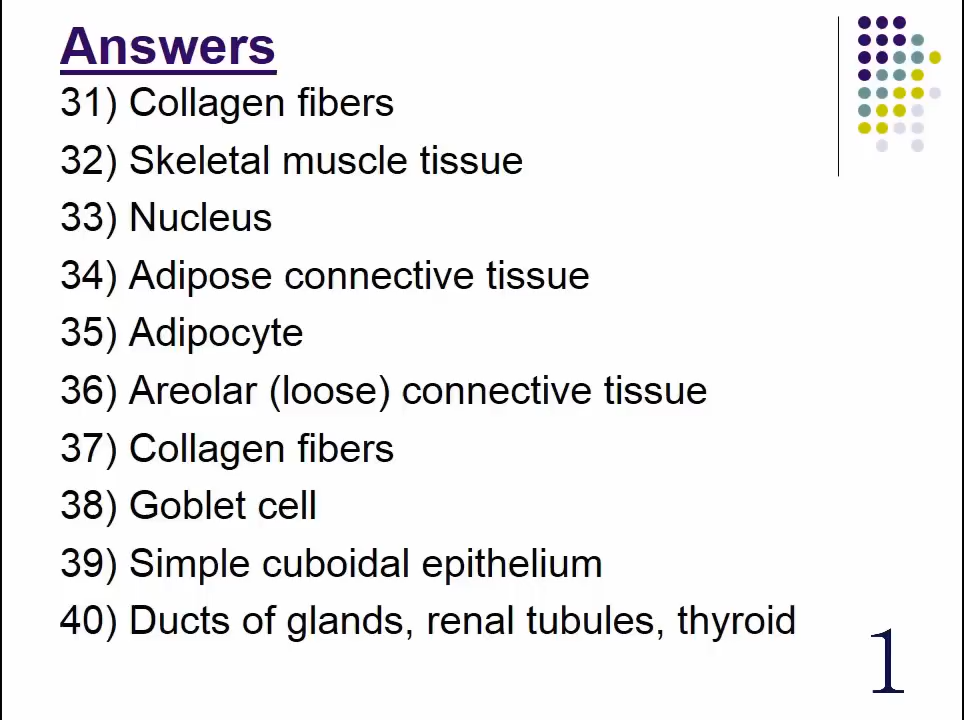 Answers
31) Collagen fibers
32) Skeletal muscle tissue
33) Nucleus
34) Adipose connective tissue
35) Adipocyte
36) Areolar (loose) connective tissue
37) Collagen fibers
38) Goblet cell
39) Simple cuboidal epithelium
40) Ducts of glands, renal tubules, thyroid
1